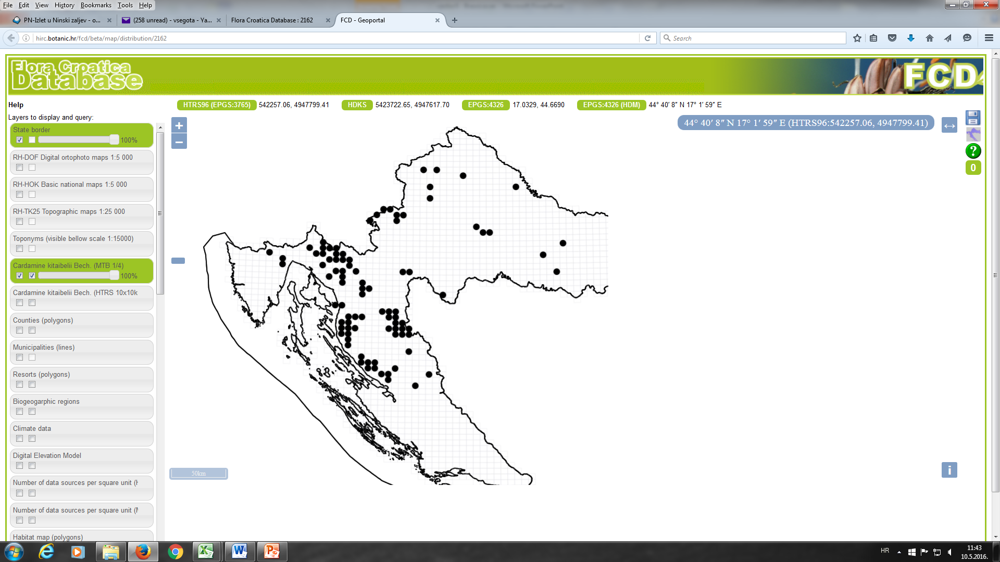 File Edit View History Bookmarks Tools Help
PN-Izlet u Ninski zaljev - o...
(258 unread) - vsegota - Ya...
Flora Croatica Database : 2162
FCD - Geoportal
hirc.botanic.hr/fcd/beta/map/distribution/2162
Search
Flora Croatica
Database
FCD
Help
HTRS96 (EPGS:3765) 542257.06, 4947799.41 HDKS 5423722.65, 4947617.70 EPGS:4326 17.0329, 44.6690 EPGS:4326 (HDM) 44° 40′ 8″ N 17° 1′ 59″ E
Layers to display and query:
44° 40′ 8″ N 17° 1′ 59″ E (HTRS96:542257.06, 4947799.41)
+
−
?
0
State border
100%
RH-DOF Digital ortophoto maps 1:5 000
RH-HOK Basic national maps 1:5 000
RH-TK25 Topographic maps 1:25 000
Toponyms (visible bellow scale 1:15000)
Cardamine kitaibelii Bech. (MTB 1/4)
100%
Cardamine kitaibelii Bech. (HTRS 10x10k
Counties (polygons)
Municipalities (lines)
Resorts (polygons)
Biogeogarphic regions
Climate data
Digital Elevation Model
Number of data sources per square unit (H
Number of data sources per square unit (M
Habitat map (polygons)
50km
i
HR
11:43
10.5.2016.